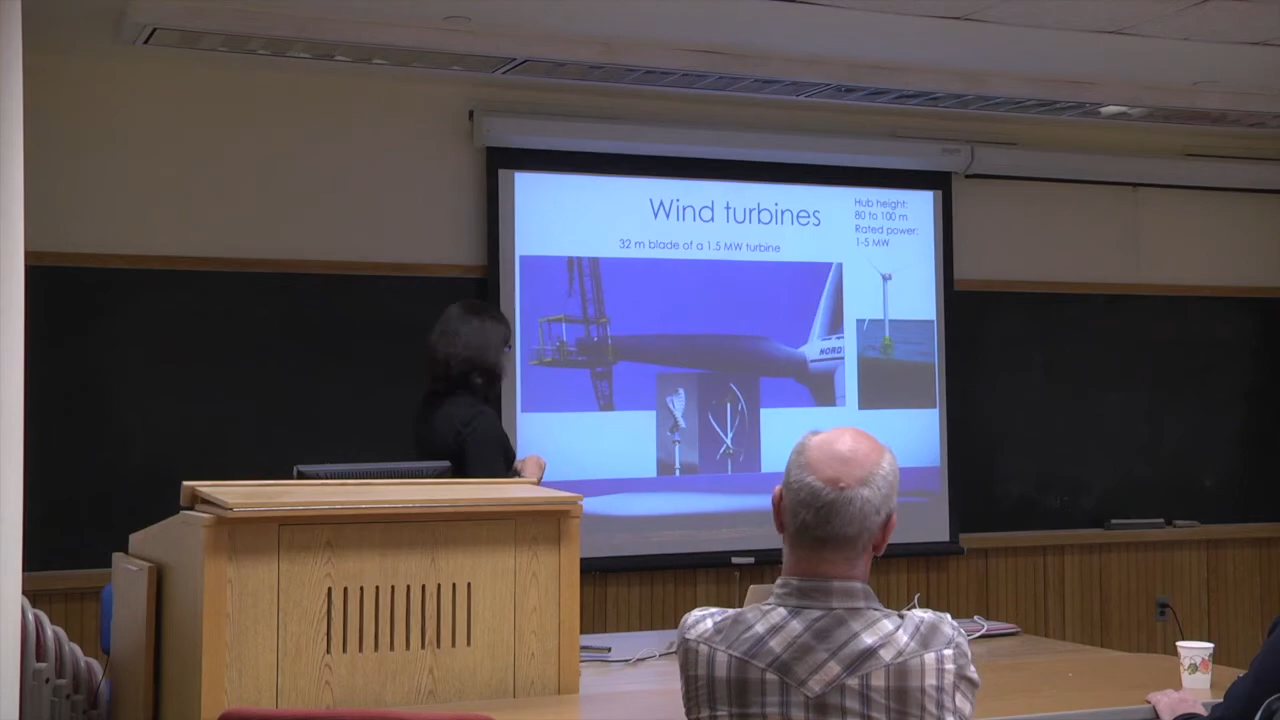 Wind turbines
32 m blade of a 1.5 MW turbine
Hub height:
80 to 100 m
Rated power:
1-5 MW
NORD